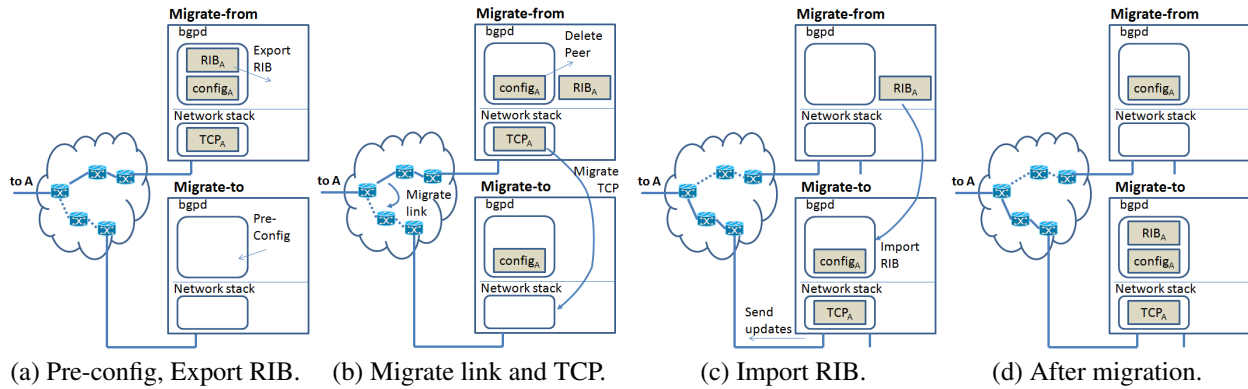 Migrate-from
bgpd
RIBA
Export
RIB
configA
Network stack
TCPA
to A
Migrate-to
bgpd
Pre-
Config
Network stack
(a) Pre-config, Export RIB.
Migrate-from
bgpd
Delete
Peer
configA
RIBA
Network stack
TCPA
Migrate
TCP
to A
Migrate
link
Migrate-to
bgpd
configA
Network stack
(b) Migrate link and TCP.
Migrate-from
bgpd
RIBA
Network stack
to A
Migrate-to
bgpd
Import
RIB
configA
Network stack
TCPA
Send
updates
(c) Import RIB.
Migrate-from
bgpd
configA
Network stack
to A
Migrate-to
bgpd
RIBA
configA
Network stack
TCPA
(d) After migration.